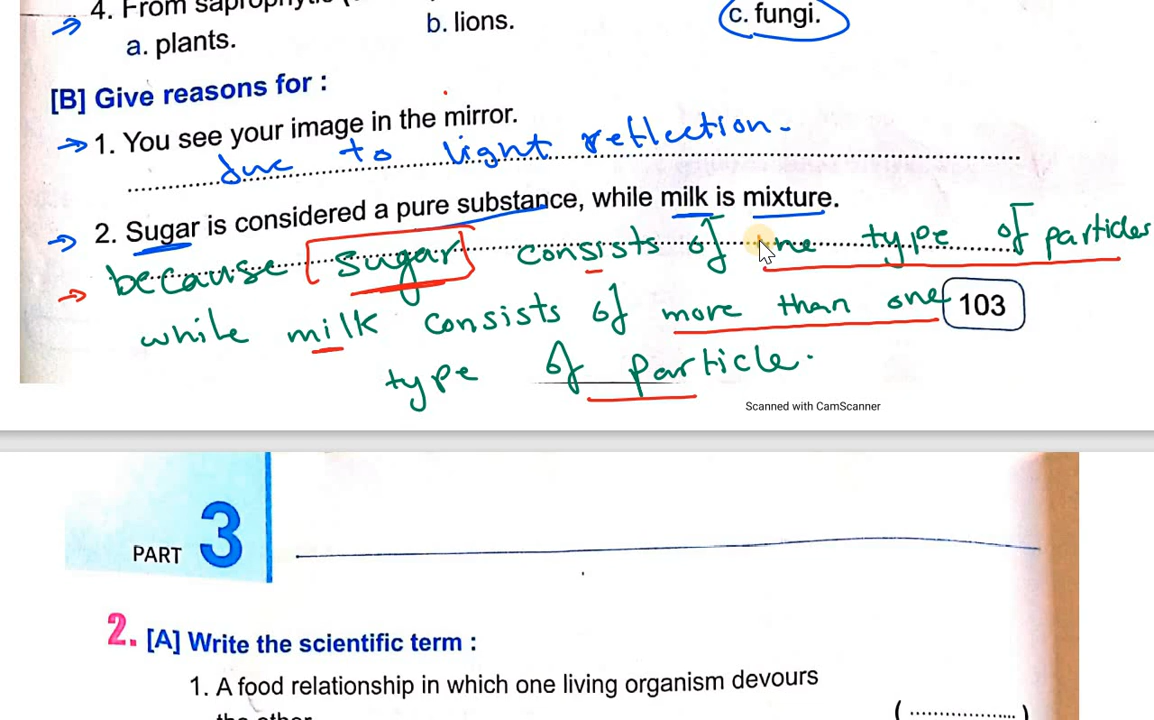 4. From saprophytic
a. plants.
b. lions.
c. fungi.
[B] Give reasons for :
1. You see your image in the mirror.
due to light reflection.
2. Sugar is considered a pure substance, while milk is mixture.
because sugar consists of one type of particles
while milk consists of more than one
103
type of particle.
Scanned with CamScanner
PART 3
2. [A] Write the scientific term :
1. A food relationship in which one living organism devours
the other.
(....................)